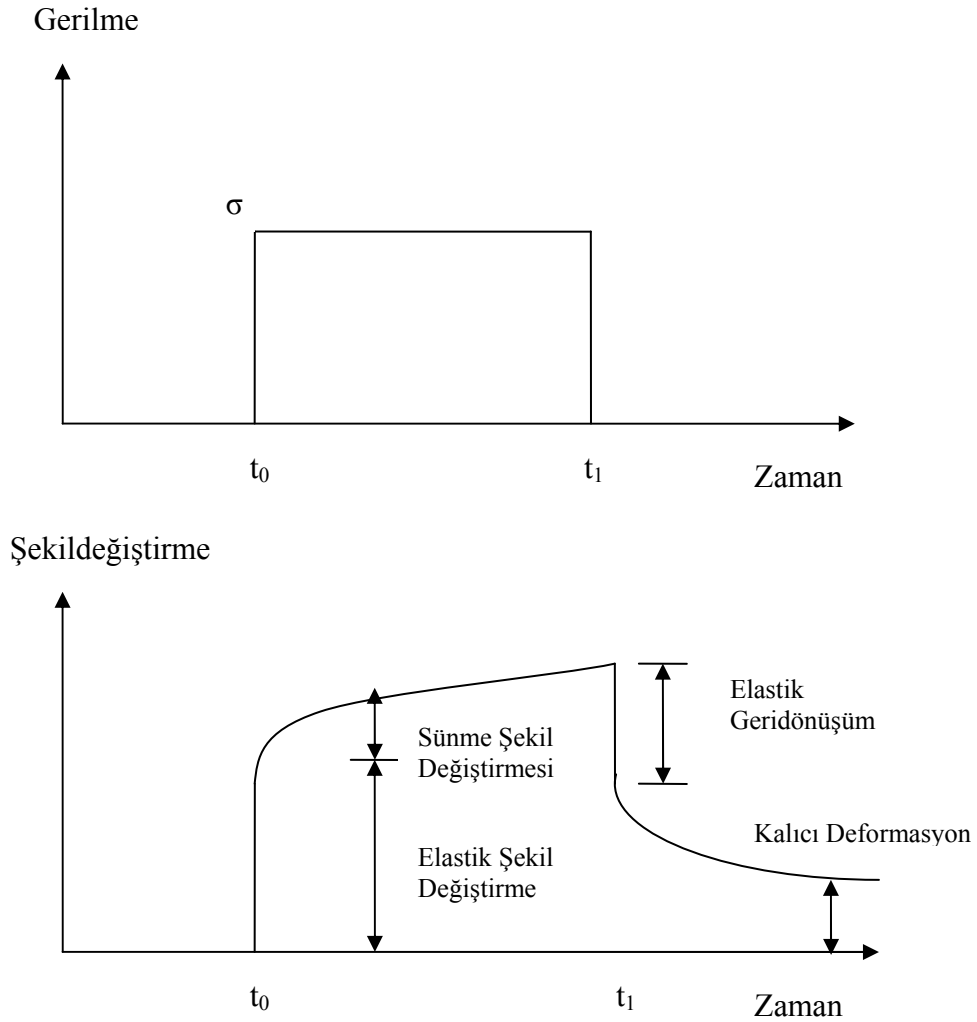 Gerilme
σ
t0
t1
Zaman
Şekildeğiştirme
Elastik
Geridönüşüm
Sünme Şekil
Değiştirmesi
Kalıcı Deformasyon
Elastik Şekil
Değiştirme
t0
t1
Zaman